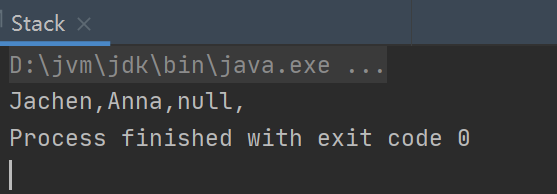 Stack ×
D:\jvm\jdk\bin\java.exe ...
Jachen,Anna,null,
Process finished with exit code 0